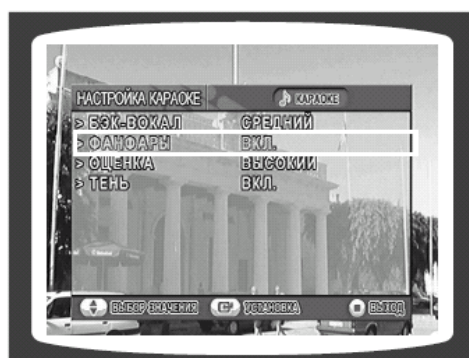 НАСТРОЙКА КАРАОКЕ КАРАОКЕ
> БЭК-ВОКАЛ СРЕДНИЙ
> ФАНФАРЫ ВКЛ.
> ОЦЕНКА ВЫСОКИЙ
> ТЕНЬ ВКЛ.
ВЫБОР ЗНАЧЕНИЯ УСТАНОВКА ВЫХОД